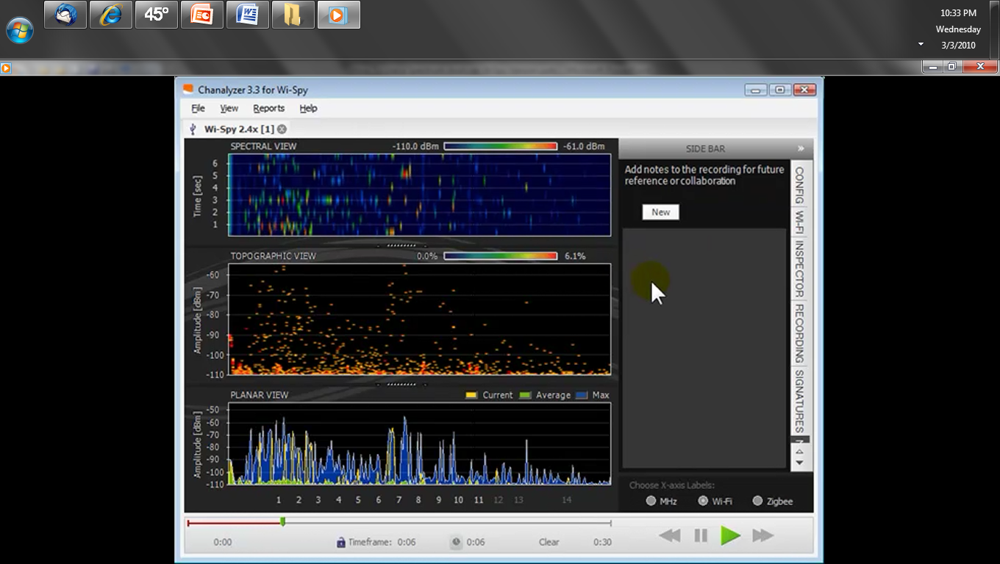 45°
10:33 PM
Wednesday
3/3/2010
Chanalyzer 3.3 for Wi-Spy
File View Reports Help
Wi-Spy 2.4x [1]
SPECTRAL VIEW -110.0 dBm -61.0 dBm
Time [sec]
6
5
4
3
2
1
TOPOGRAPHIC VIEW 0.0% 6.1%
Amplitude [dBm]
-60
-70
-80
-90
-100
-110
PLANAR VIEW Current Average Max
Amplitude [dBm]
-50
-60
-70
-80
-90
-100
-110
1 2 3 4 5 6 7 8 9 10 11 12 13 14
SIDE BAR »
Add notes to the recording for future
reference or collaboration
New
CONFIG
WI-FI
INSPECTOR
RECORDING
SIGNATURES
Choose X-axis Labels:
MHz Wi-Fi Zigbee
0:00 Timeframe: 0:06 0:06 Clear 0:30